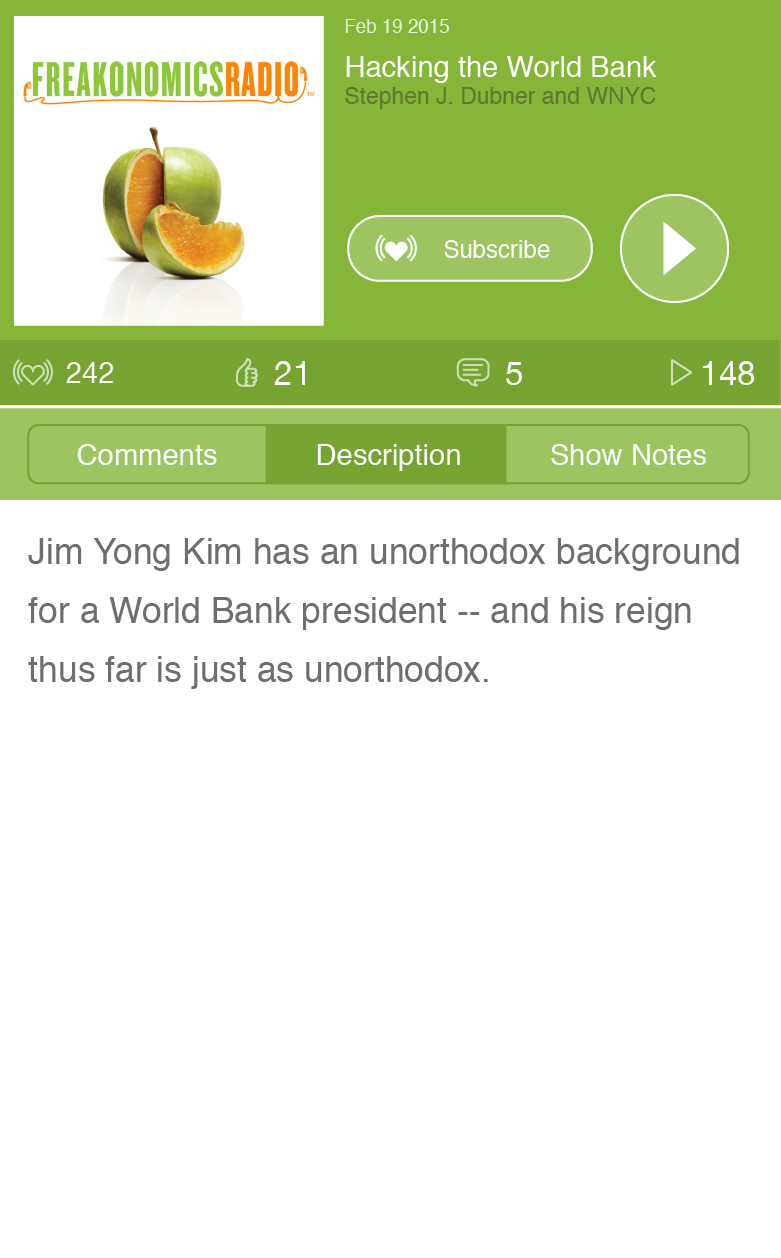 FREAKONOMICSRADIO™
Feb 19 2015
Hacking the World Bank
Stephen J. Dubner and WNYC
Subscribe
242 21 5 148
Comments Description Show Notes
Jim Yong Kim has an unorthodox background
for a World Bank president -- and his reign
thus far is just as unorthodox.